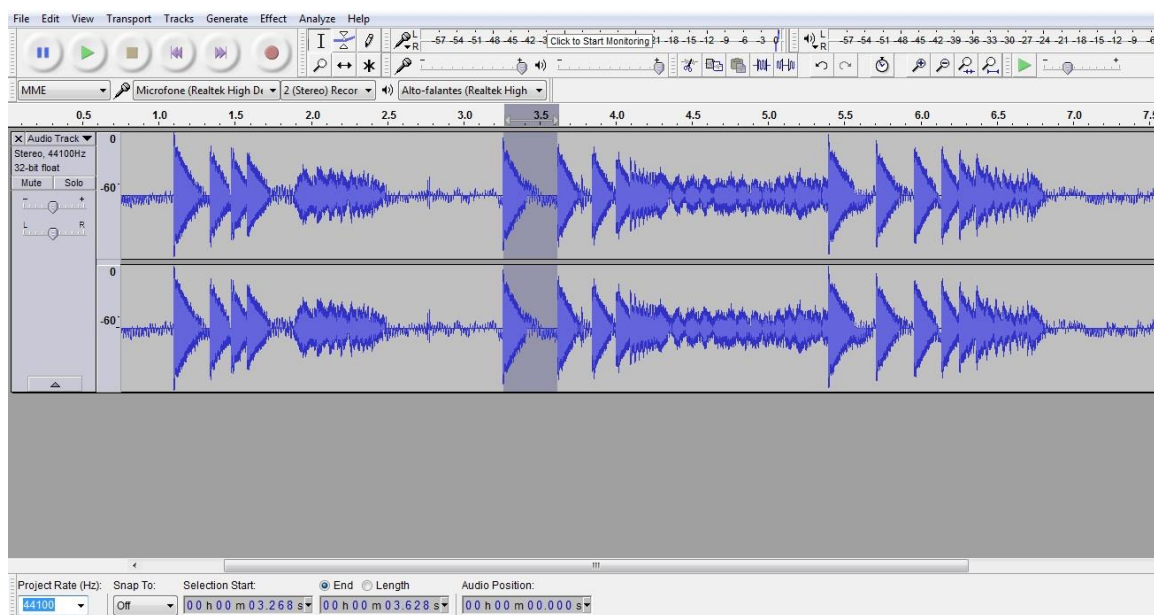 File Edit View Transport Tracks Generate Effect Analyze Help
L R -57 -54 -51 -48 -45 -42 -3 Click to Start Monitoring 21 -18 -15 -12 -9 -6 -3 0 L R -57 -54 -51 -48 -45 -42 -39 -36 -33 -30 -27 -24 -21 -18 -15 -12 -9 -6
MME Microfone (Realtek High De 2 (Stereo) Recor Alto-falantes (Realtek High
0.5 1.0 1.5 2.0 2.5 3.0 3.5 4.0 4.5 5.0 5.5 6.0 6.5 7.0 7.5
X Audio Track 0
Stereo, 44100Hz
32-bit float
Mute Solo -60
- +
L R
0
-60
Project Rate (Hz): Snap To: Selection Start: End Length Audio Position:
44100 Off 00 h 00 m 03.268 s 00 h 00 m 03.628 s 00 h 00 m 00.000 s